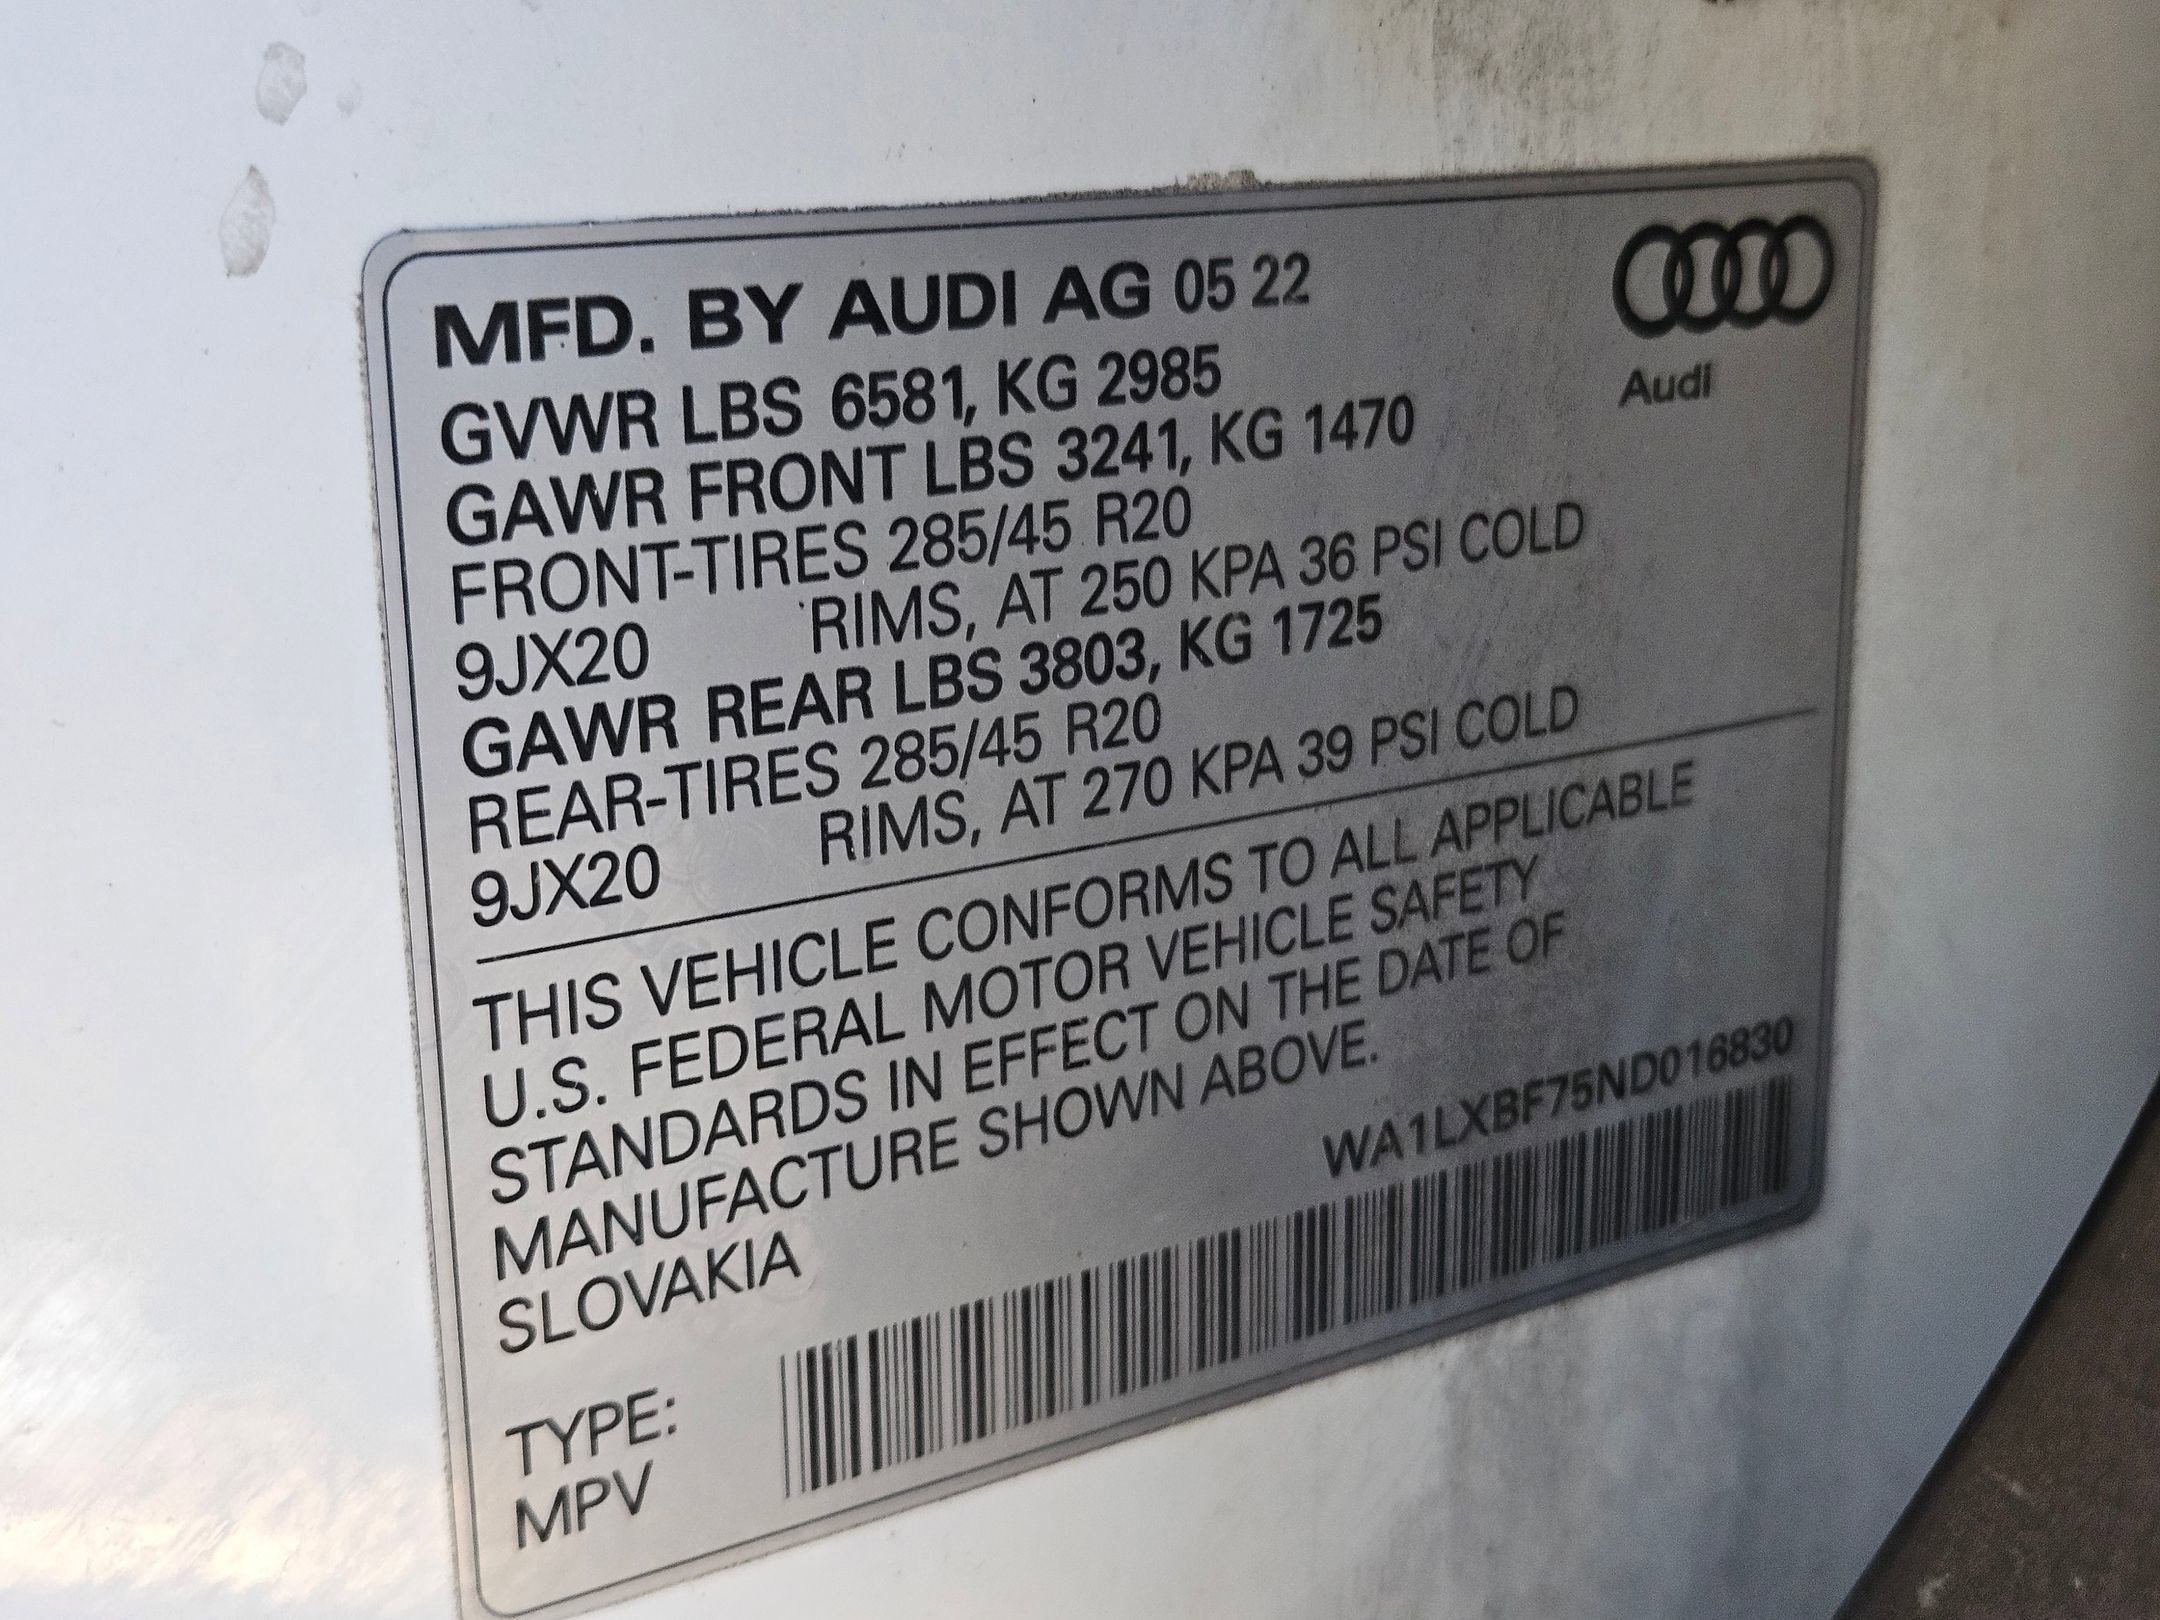 MFD. BY AUDI AG 05 22
Audi
GVWR LBS 6581, KG 2985
GAWR FRONT LBS 3241, KG 1470
FRONT-TIRES 285/45 R20
9JX20 RIMS, AT 250 KPA 36 PSI COLD
GAWR REAR LBS 3803, KG 1725
REAR-TIRES 285/45 R20
9JX20 RIMS, AT 270 KPA 39 PSI COLD
THIS VEHICLE CONFORMS TO ALL APPLICABLE
U.S. FEDERAL MOTOR VEHICLE SAFETY
STANDARDS IN EFFECT ON THE DATE OF
MANUFACTURE SHOWN ABOVE.
SLOVAKIA
WA1LXBF75ND016830
TYPE:
MPV